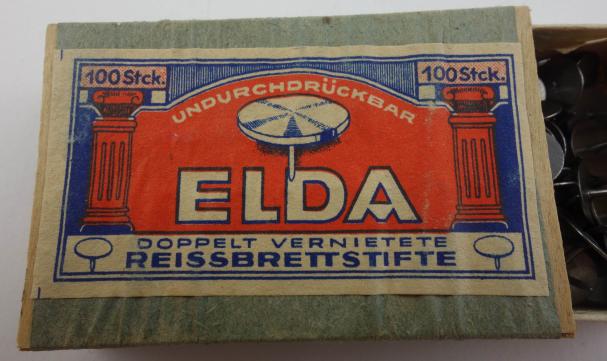 100 Stck. 100 Stck.
UNDURCHDRÜCKBAR
ELDA
DOPPELT VERNIETETE
REISSBRETTSTIFTE